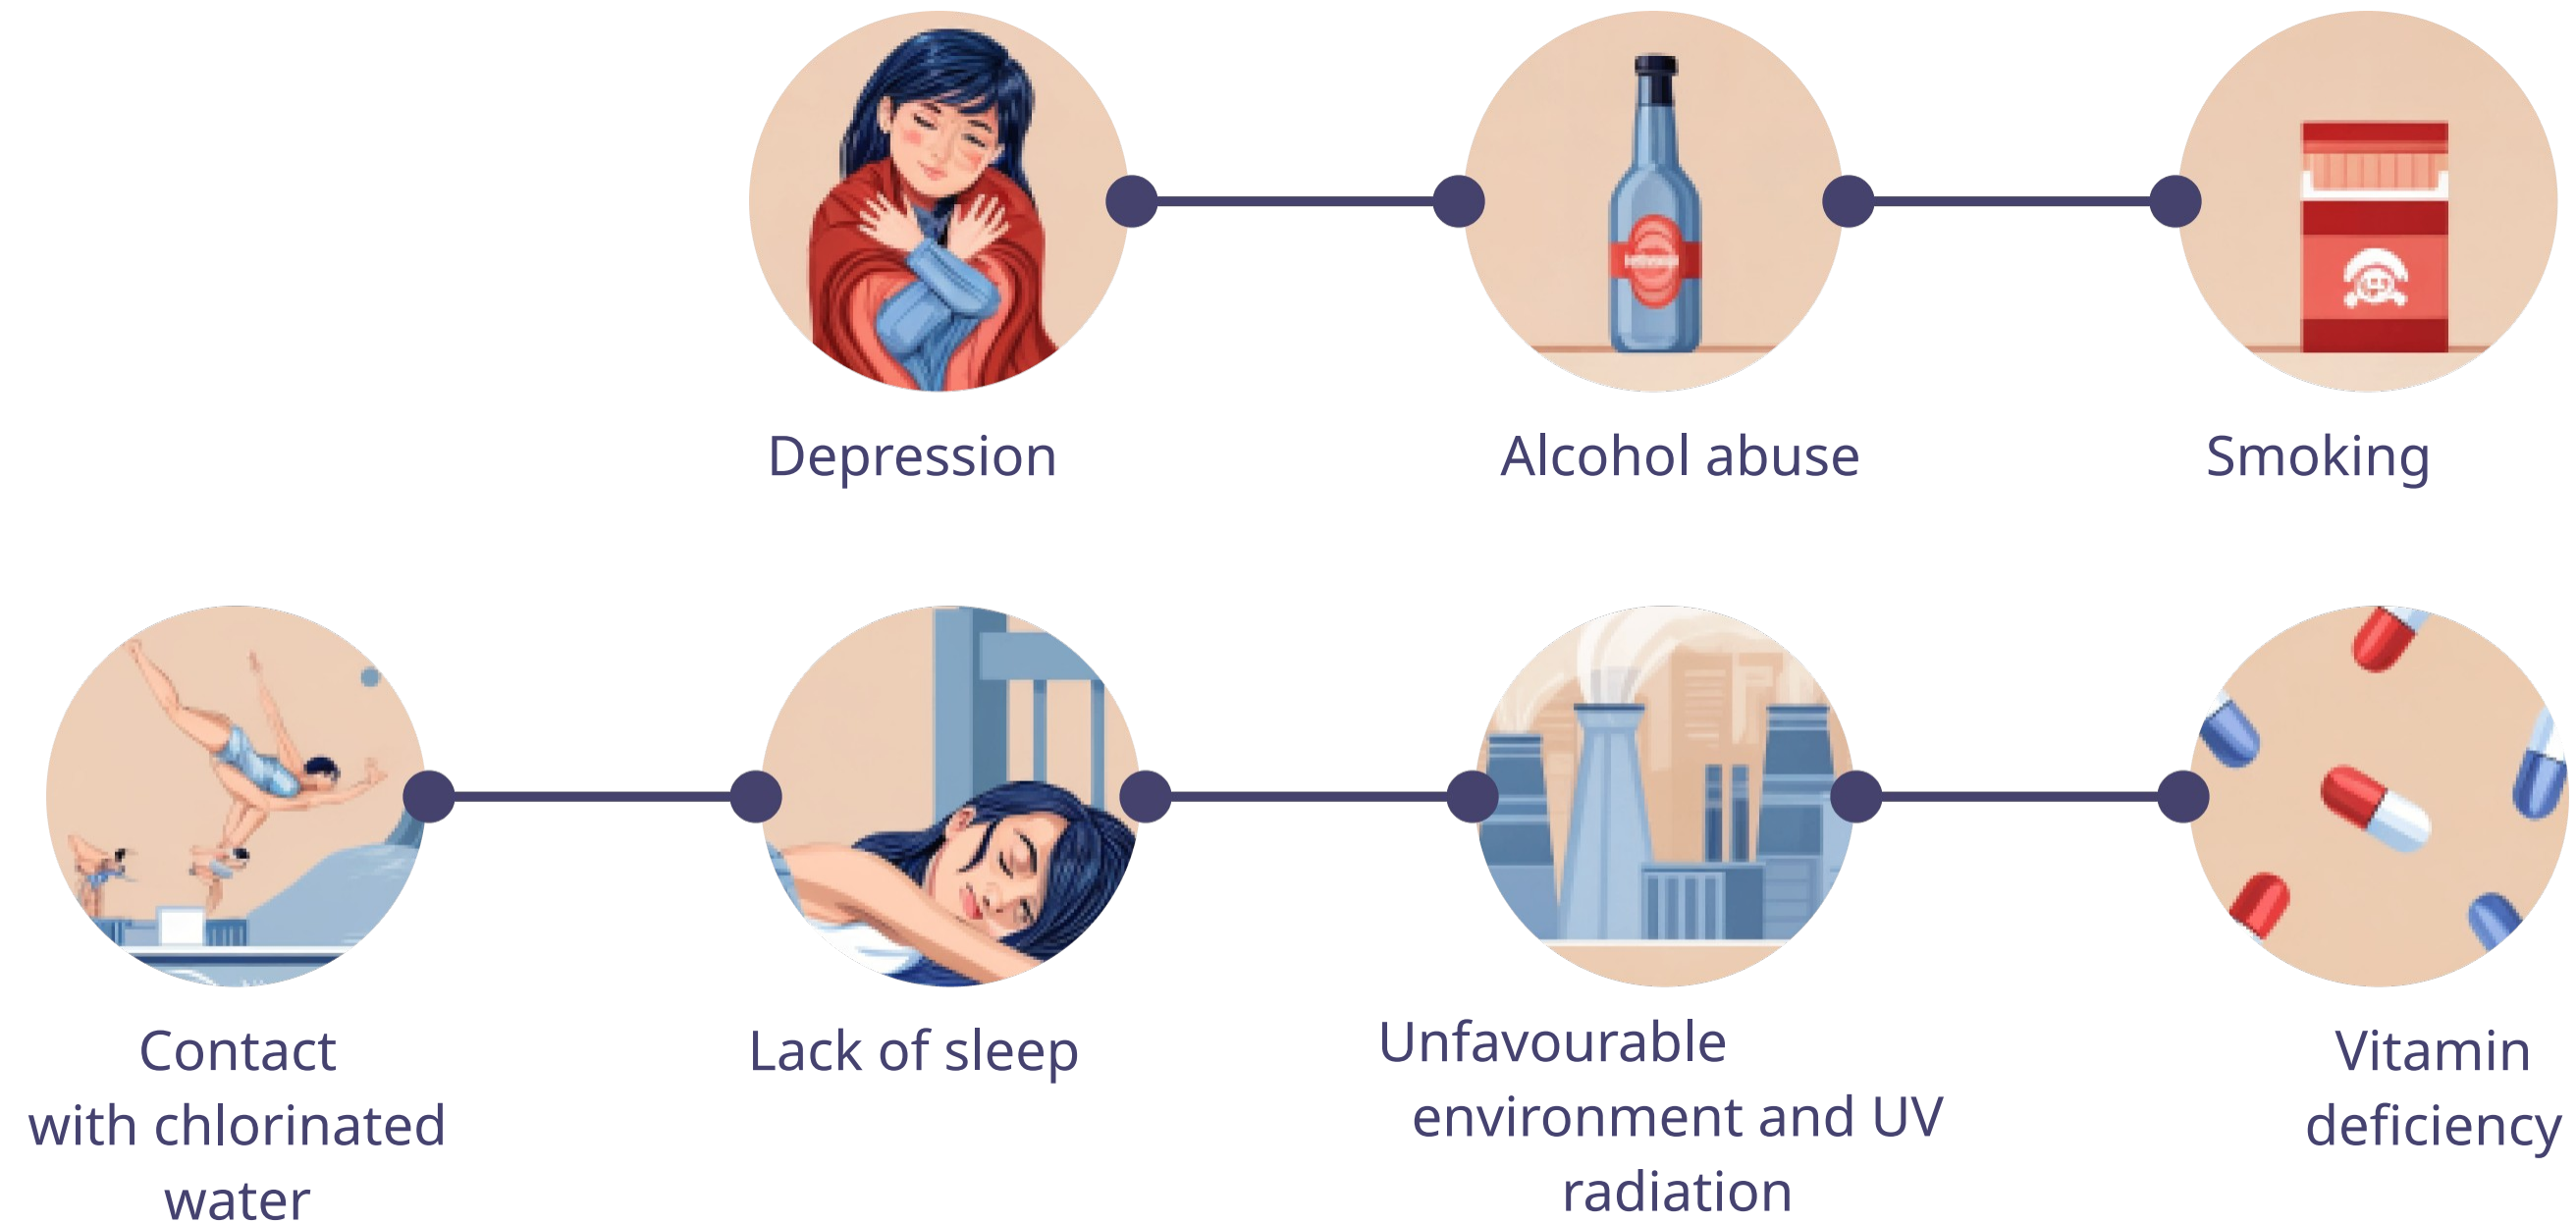 Depression
Alcohol abuse
Smoking
Contact
with chlorinated
water
Lack of sleep
Unfavourable
environment and UV
radiation
Vitamin
deficiency